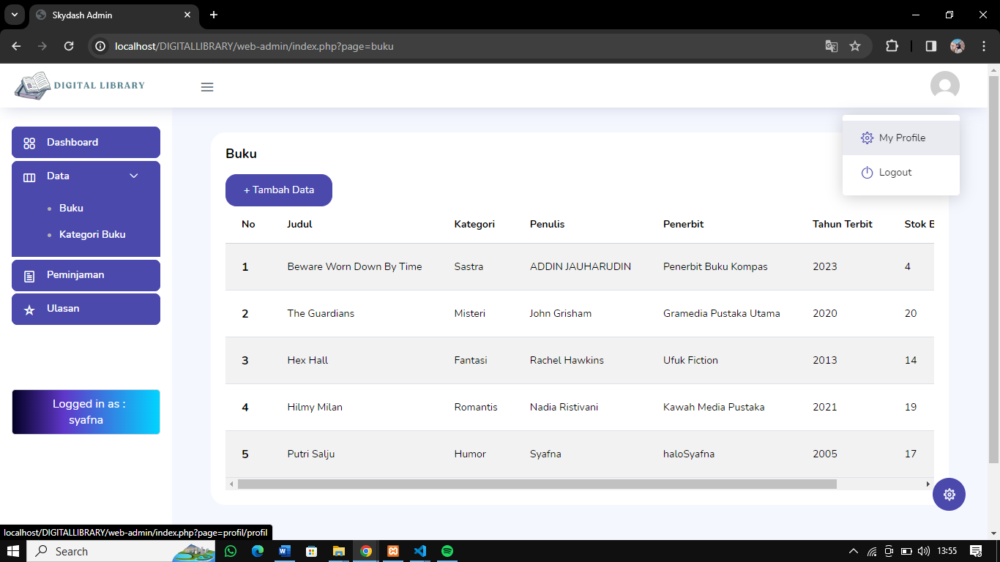 Skydash Admin
localhost/DIGITALLIBRARY/web-admin/index.php?page=buku
DIGITAL LIBRARY
My Profile
Logout
Dashboard
Data
Buku
Kategori Buku
Peminjaman
Ulasan
Logged in as :
syafna
Buku
+ Tambah Data
No Judul Kategori Penulis Penerbit Tahun Terbit Stok B
1 Beware Worn Down By Time Sastra ADDIN JAUHARUDIN Penerbit Buku Kompas 2023 4
2 The Guardians Misteri John Grisham Gramedia Pustaka Utama 2020 20
3 Hex Hall Fantasi Rachel Hawkins Ufuk Fiction 2013 14
4 Hilmy Milan Romantis Nadia Ristivani Kawah Media Pustaka 2021 19
5 Putri Salju Humor Syafna haloSyafna 2005 17
localhost/DIGITALLIBRARY/web-admin/index.php?page=profil/profil
Search
13:55